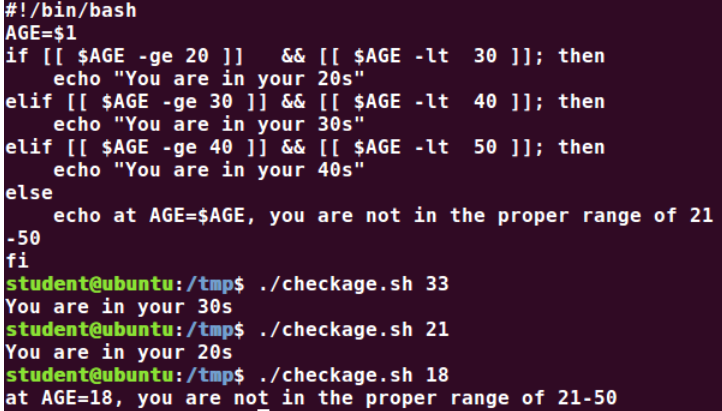 #!/bin/bash
AGE=$1
if [[ $AGE -ge 20 ]]   && [[ $AGE -lt  30 ]]; then
    echo "You are in your 20s"
elif [[ $AGE -ge 30 ]] && [[ $AGE -lt  40 ]]; then
    echo "You are in your 30s"
elif [[ $AGE -ge 40 ]] && [[ $AGE -lt  50 ]]; then
    echo "You are in your 40s"
else
    echo at AGE=$AGE, you are not in the proper range of 21
-50
fi
student@ubuntu:/tmp$ ./checkage.sh 33
You are in your 30s
student@ubuntu:/tmp$ ./checkage.sh 21
You are in your 20s
student@ubuntu:/tmp$ ./checkage.sh 18
at AGE=18, you are not in the proper range of 21-50